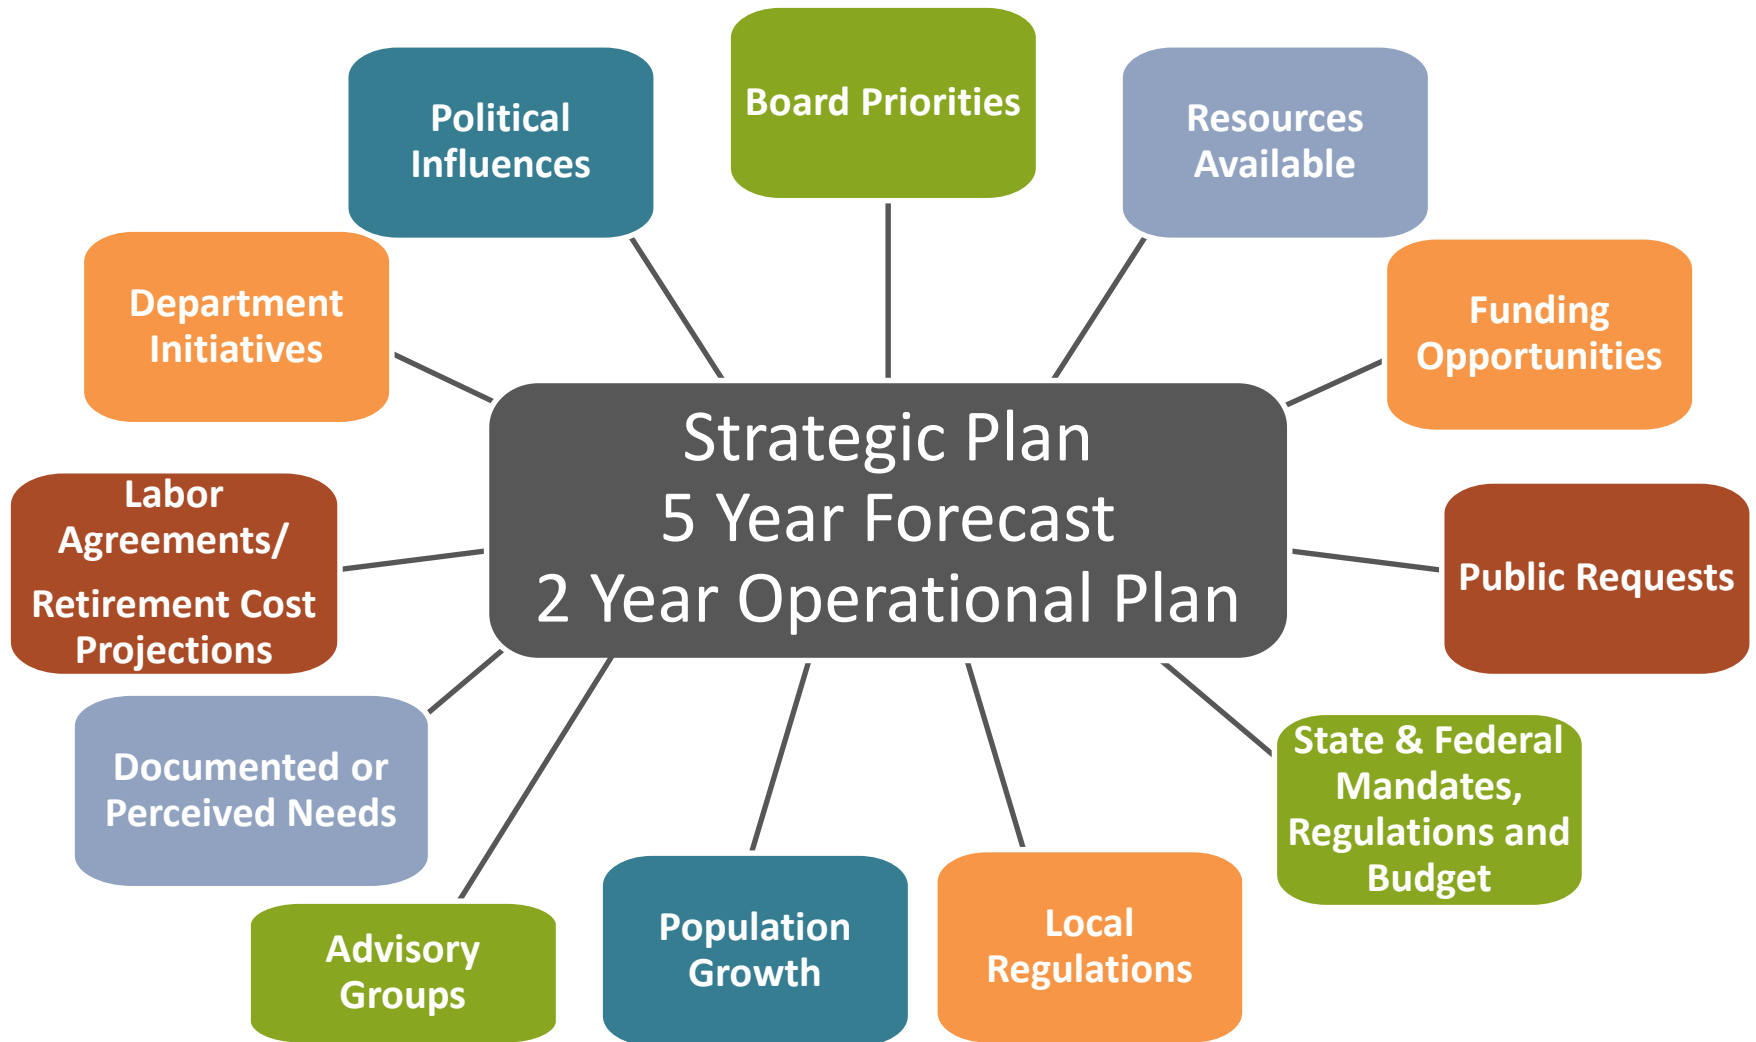 Board Priorities
Political
Influences
Resources
Available
Department
Initiatives
Funding
Opportunities
Strategic Plan
5 Year Forecast
2 Year Operational Plan
Labor
Agreements/
Retirement Cost
Projections
Public Requests
Documented or
Perceived Needs
State & Federal
Mandates,
Regulations and
Budget
Advisory
Groups
Population
Growth
Local
Regulations